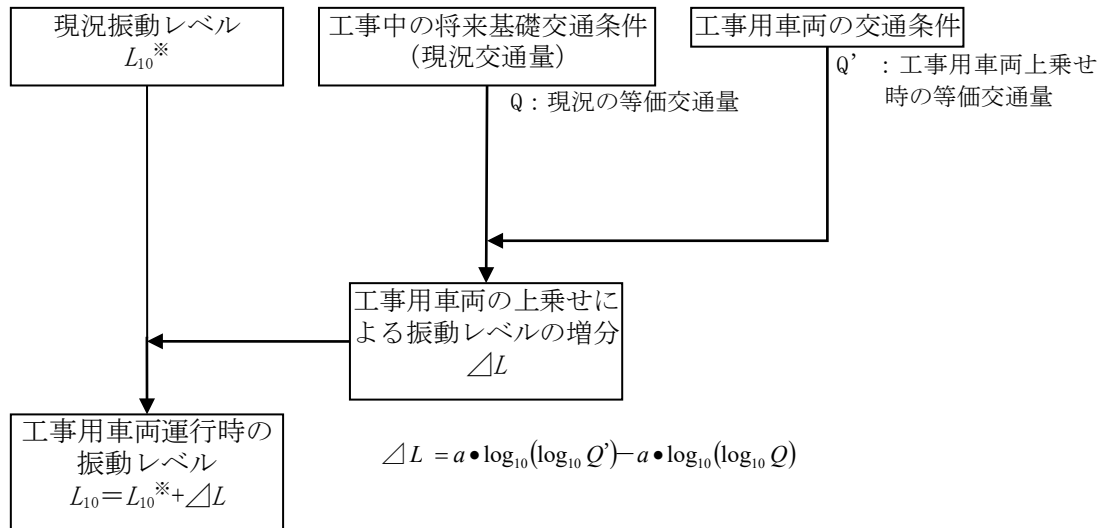 現況振動レベル
L₁₀※
工事中の将来基礎交通条件
(現況交通量)
工事用車両の交通条件
Q：現況の等価交通量
Q’：工事用車両上乗せ
時の等価交通量
工事用車両の上乗せに
よる振動レベルの増分
⊿L
工事用車両運行時の
振動レベル
L₁₀＝L₁₀※+⊿L
⊿L = a•log₁₀(log₁₀ Q’)－a•log₁₀(log₁₀ Q)